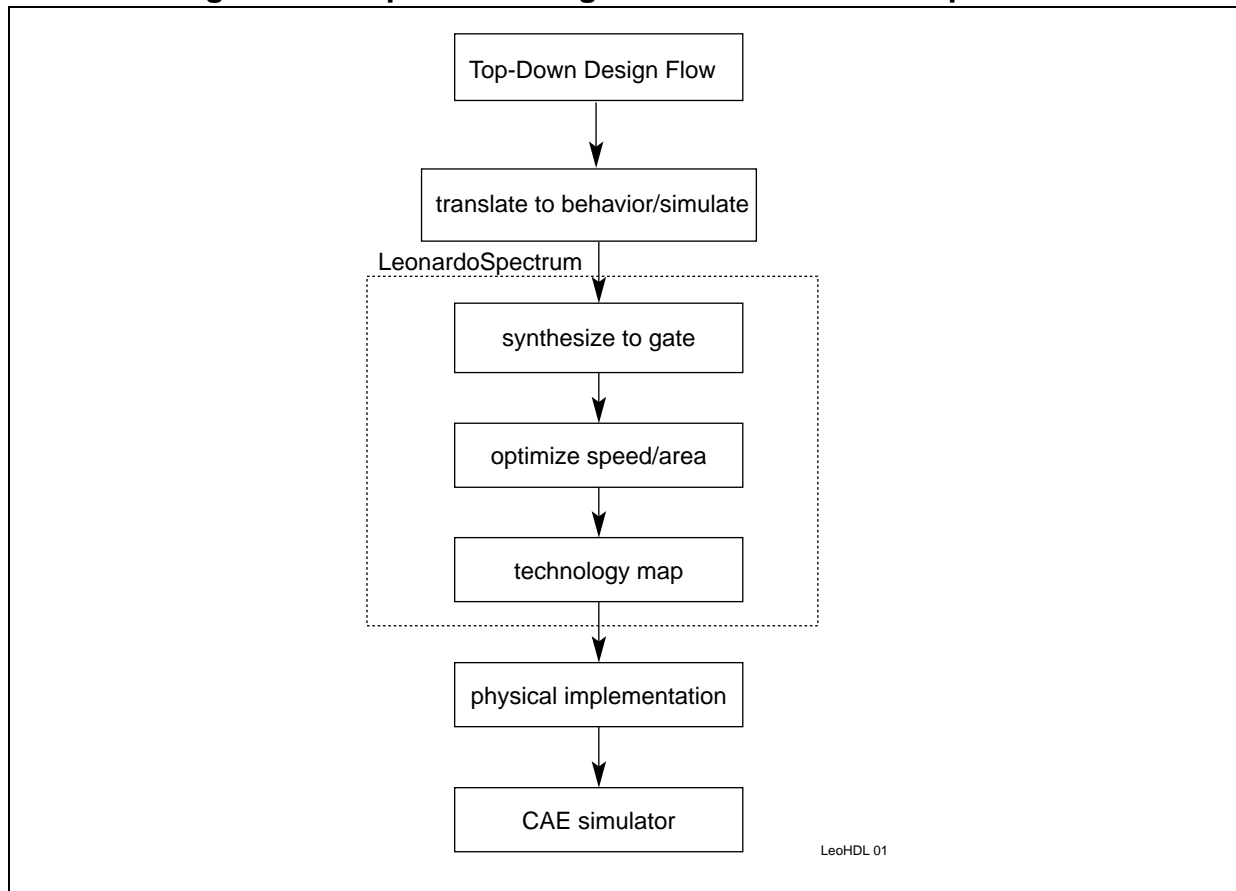 Top-Down Design Flow
translate to behavior/simulate
LeonardoSpectrum
synthesize to gate
optimize speed/area
technology map
physical implementation
CAE simulator
LeoHDL 01